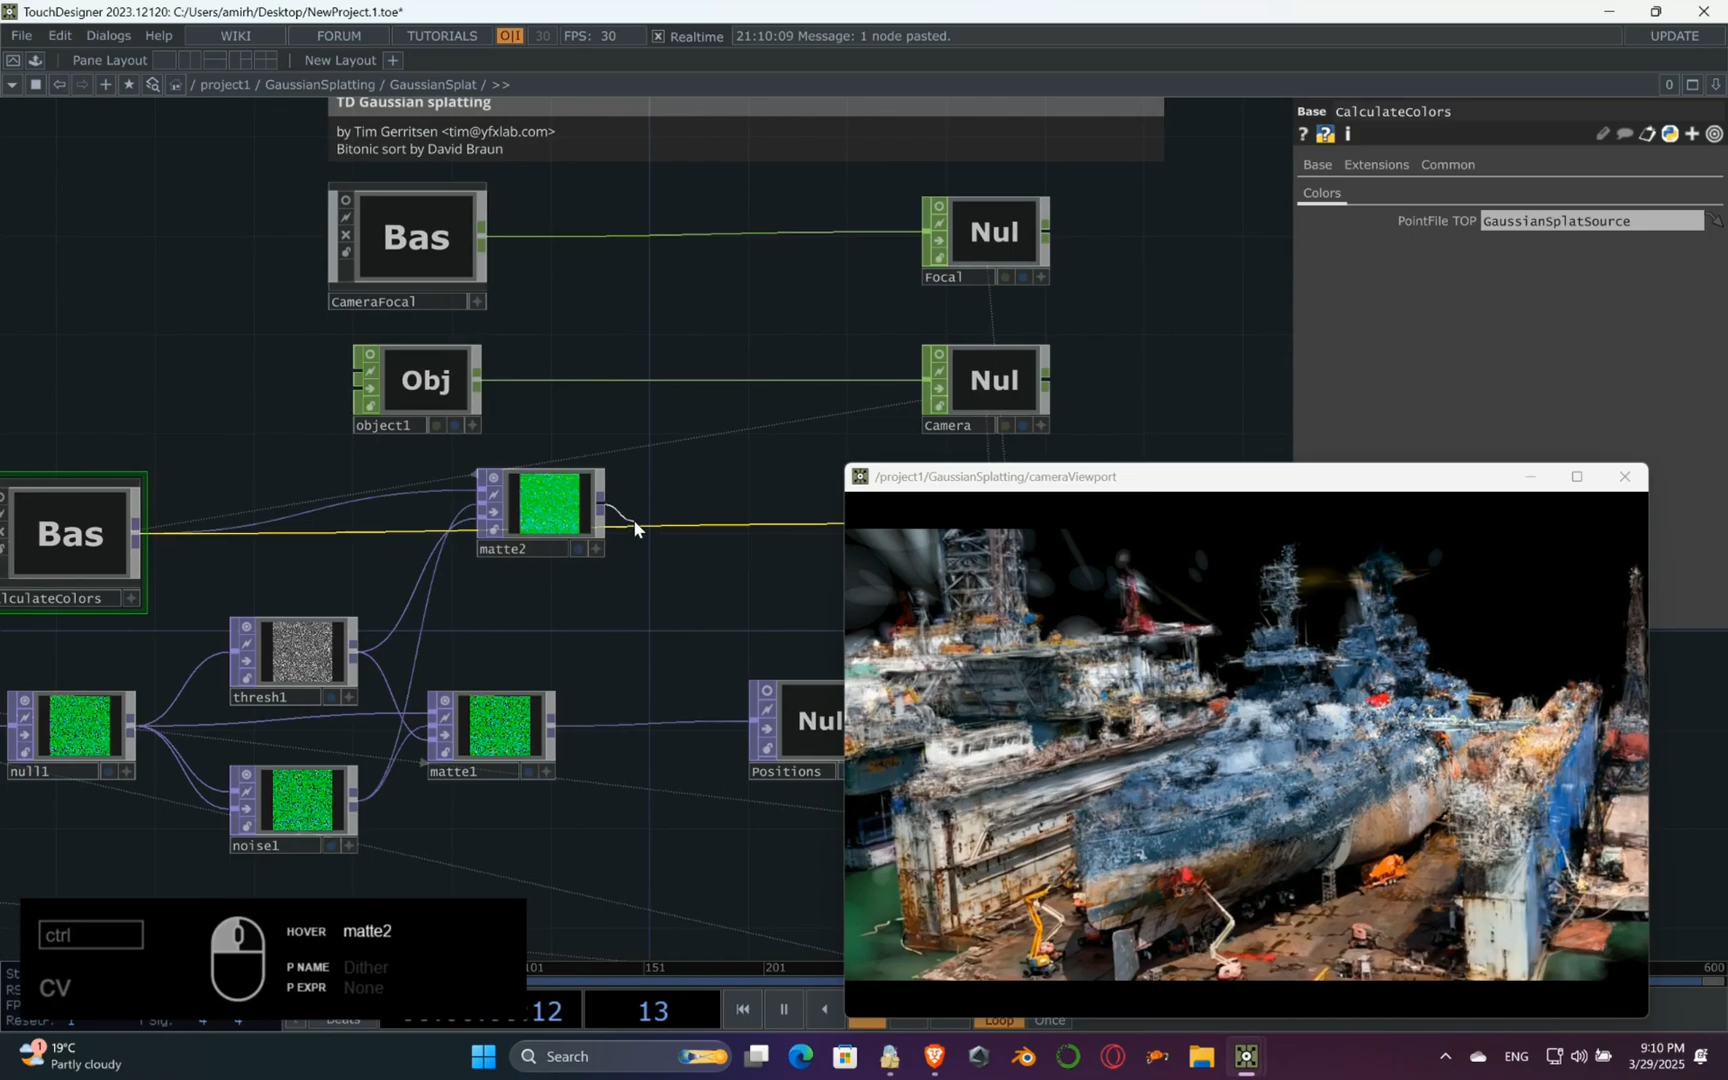 TouchDesigner 2023.12120: C:/Users/amirh/Desktop/NewProject.1.toe*
File Edit Dialogs Help WIKI FORUM TUTORIALS O|I 30 FPS: 30 Realtime 21:10:09 Message: 1 node pasted. UPDATE
Pane Layout New Layout +
/ project1 / GaussianSplatting / GaussianSplat / >> 0
TD Gaussian splatting
by Tim Gerritsen <tim@yfxlab.com>
Bitonic sort by David Braun
Base CalculateColors
? ? i
Base Extensions Common
Colors
PointFile TOP GaussianSplatSource
Bas
CameraFocal
Nul
Focal
Obj
object1
Nul
Camera
Bas
lculateColors
matte2
/project1/GaussianSplatting/cameraViewport
thresh1
null1
matte1
Nul
Positions
noise1
ctrl
CV
HOVER matte2
P NAME Dither
P EXPR None
101 151 201 600
12 13
Beats
Loop Once
19°C
Partly cloudy
1
Search
ENG
9:10 PM
3/29/2025